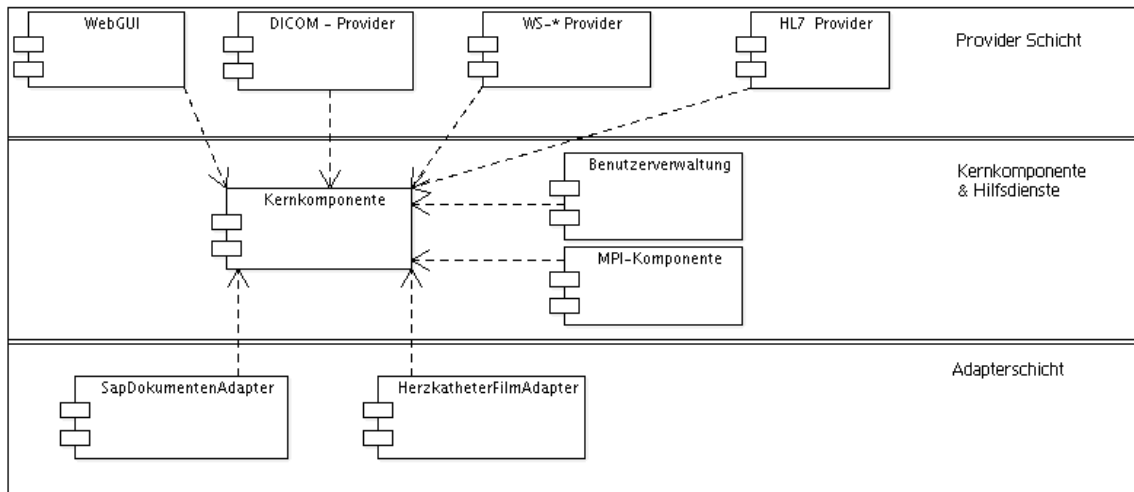 WebGUI
DICOM - Provider
WS-* Provider
HL7 Provider
Provider Schicht
Benutzerverwaltung
Kernkomponente
& Hilfsdienste
Kernkomponente
MPI-Komponente
Adapterschicht
SapDokumentenAdapter
HerzkatheterFilmAdapter